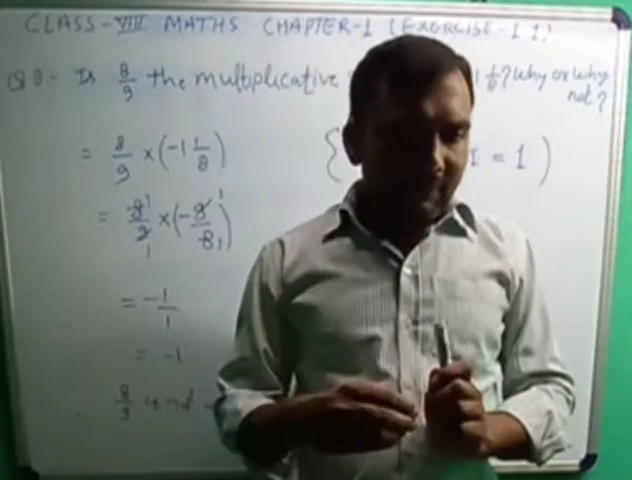 CLASS-VIII MATHS CHAPTER-1 (EXERCISE-1.1)
Q8- Is 8/9 the multiplicative 1 1/8? Why or Why
not?
= 8/9 × (-1 1/8)
{ = 1 )
= 8/9 × (-9/8)
= -1/1
= -1
8/9 is not